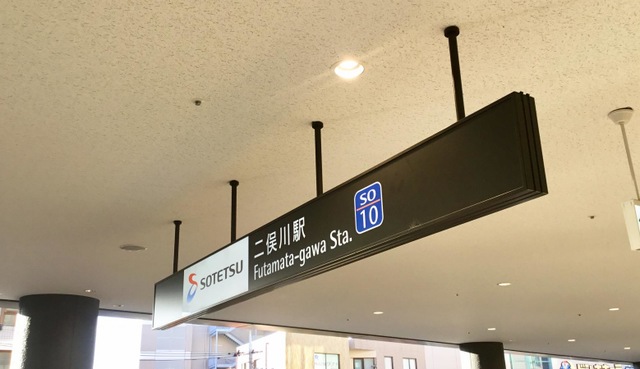 SOTETSU
二俣川駅
Futamata-gawa Sta.
SO
10